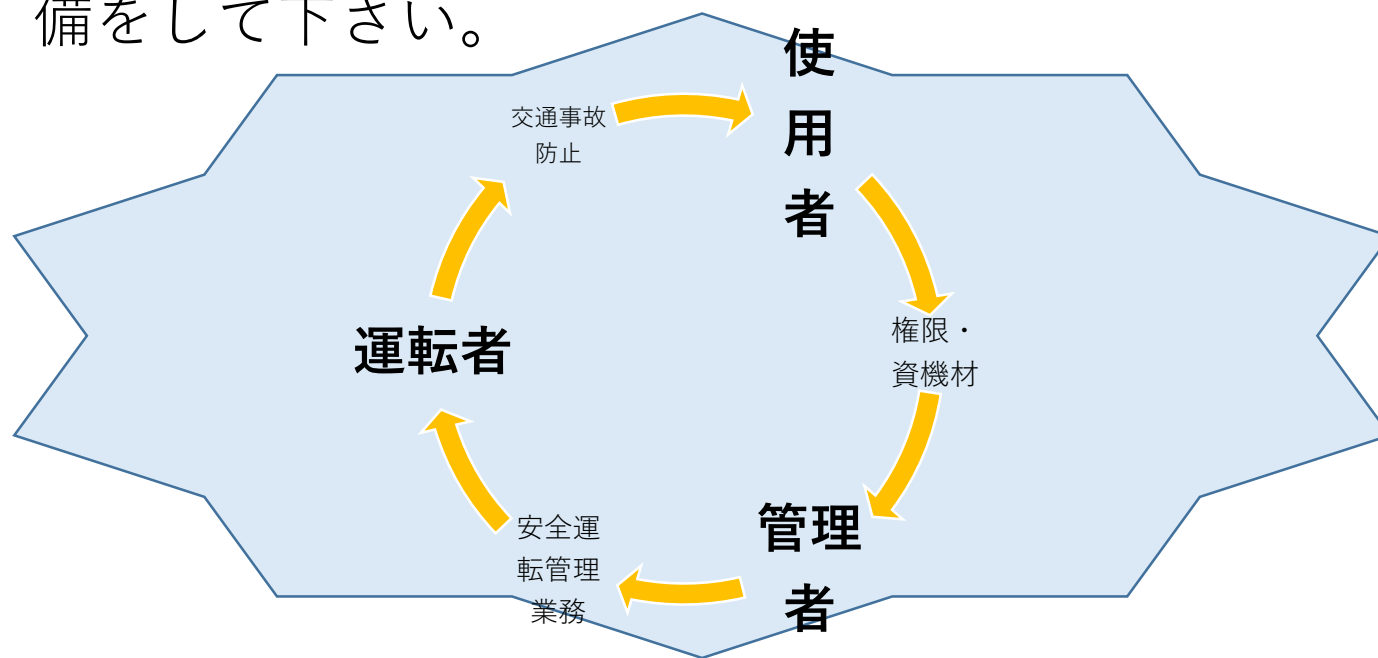 備をして下さい。
使
用
者
権限・
資機材
管理
者
安全運
転管理
業務
運転者
交通事故
防止